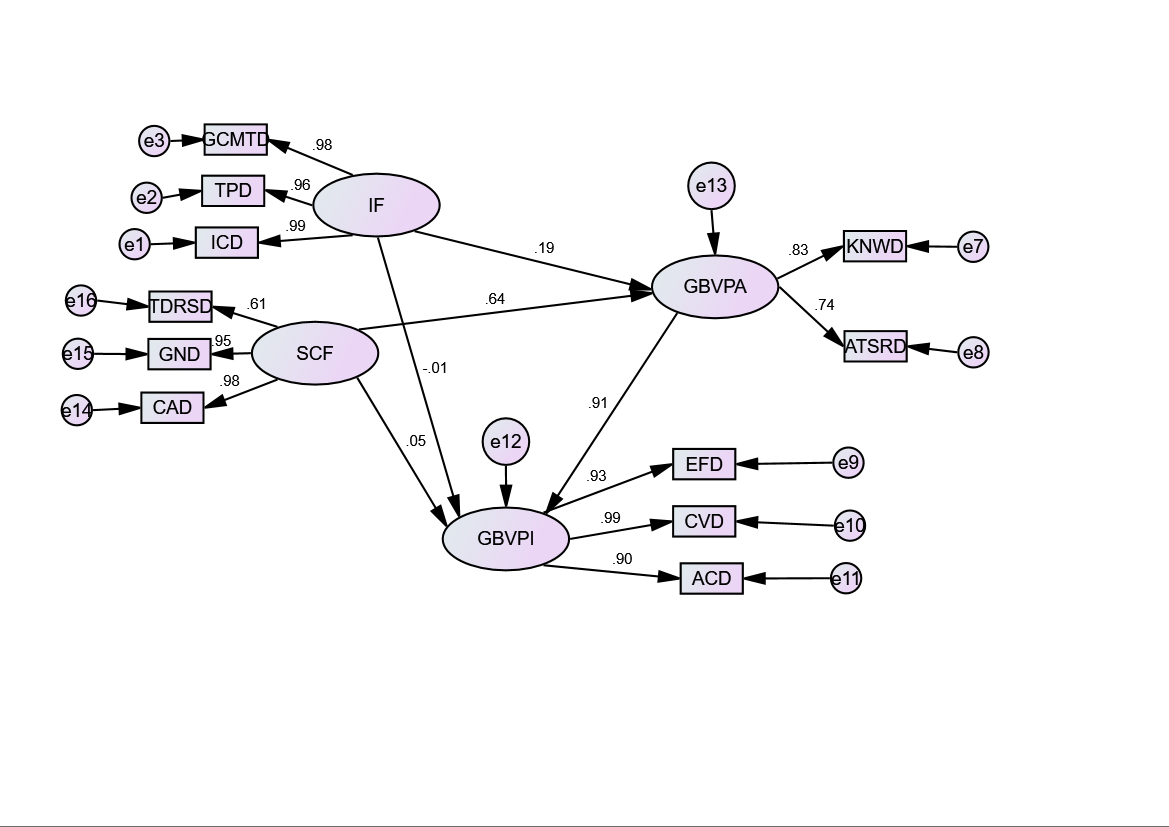 e3
GCMTD
.98
e2
TPD
.96
IF
e1
ICD
.99
e13
.19
.83
KNWD
e7
GBVPA
.74
e16
TDRSD
.61
.64
e15
GND
.95
SCF
ATSRD
e8
e14
CAD
.98
-.01
.91
.05
e12
EFD
e9
.93
GBVPI
.99
CVD
e10
.90
ACD
e11